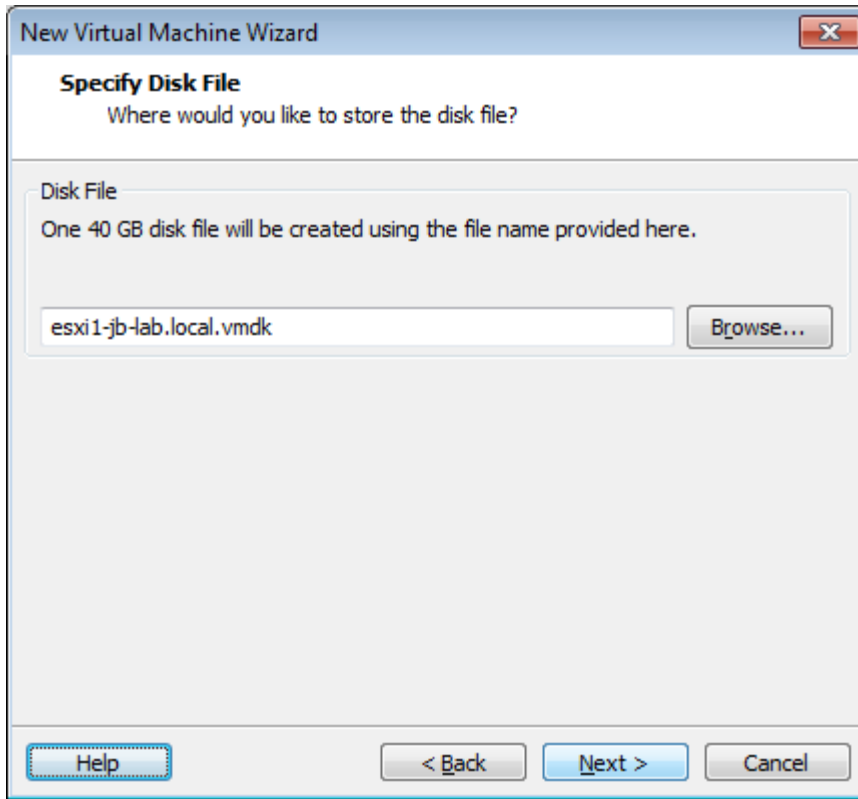 New Virtual Machine Wizard
Specify Disk File
Where would you like to store the disk file?
Disk File
One 40 GB disk file will be created using the file name provided here.
esxi1-jb-lab.local.vmdk
Browse...
Help
< Back
Next >
Cancel